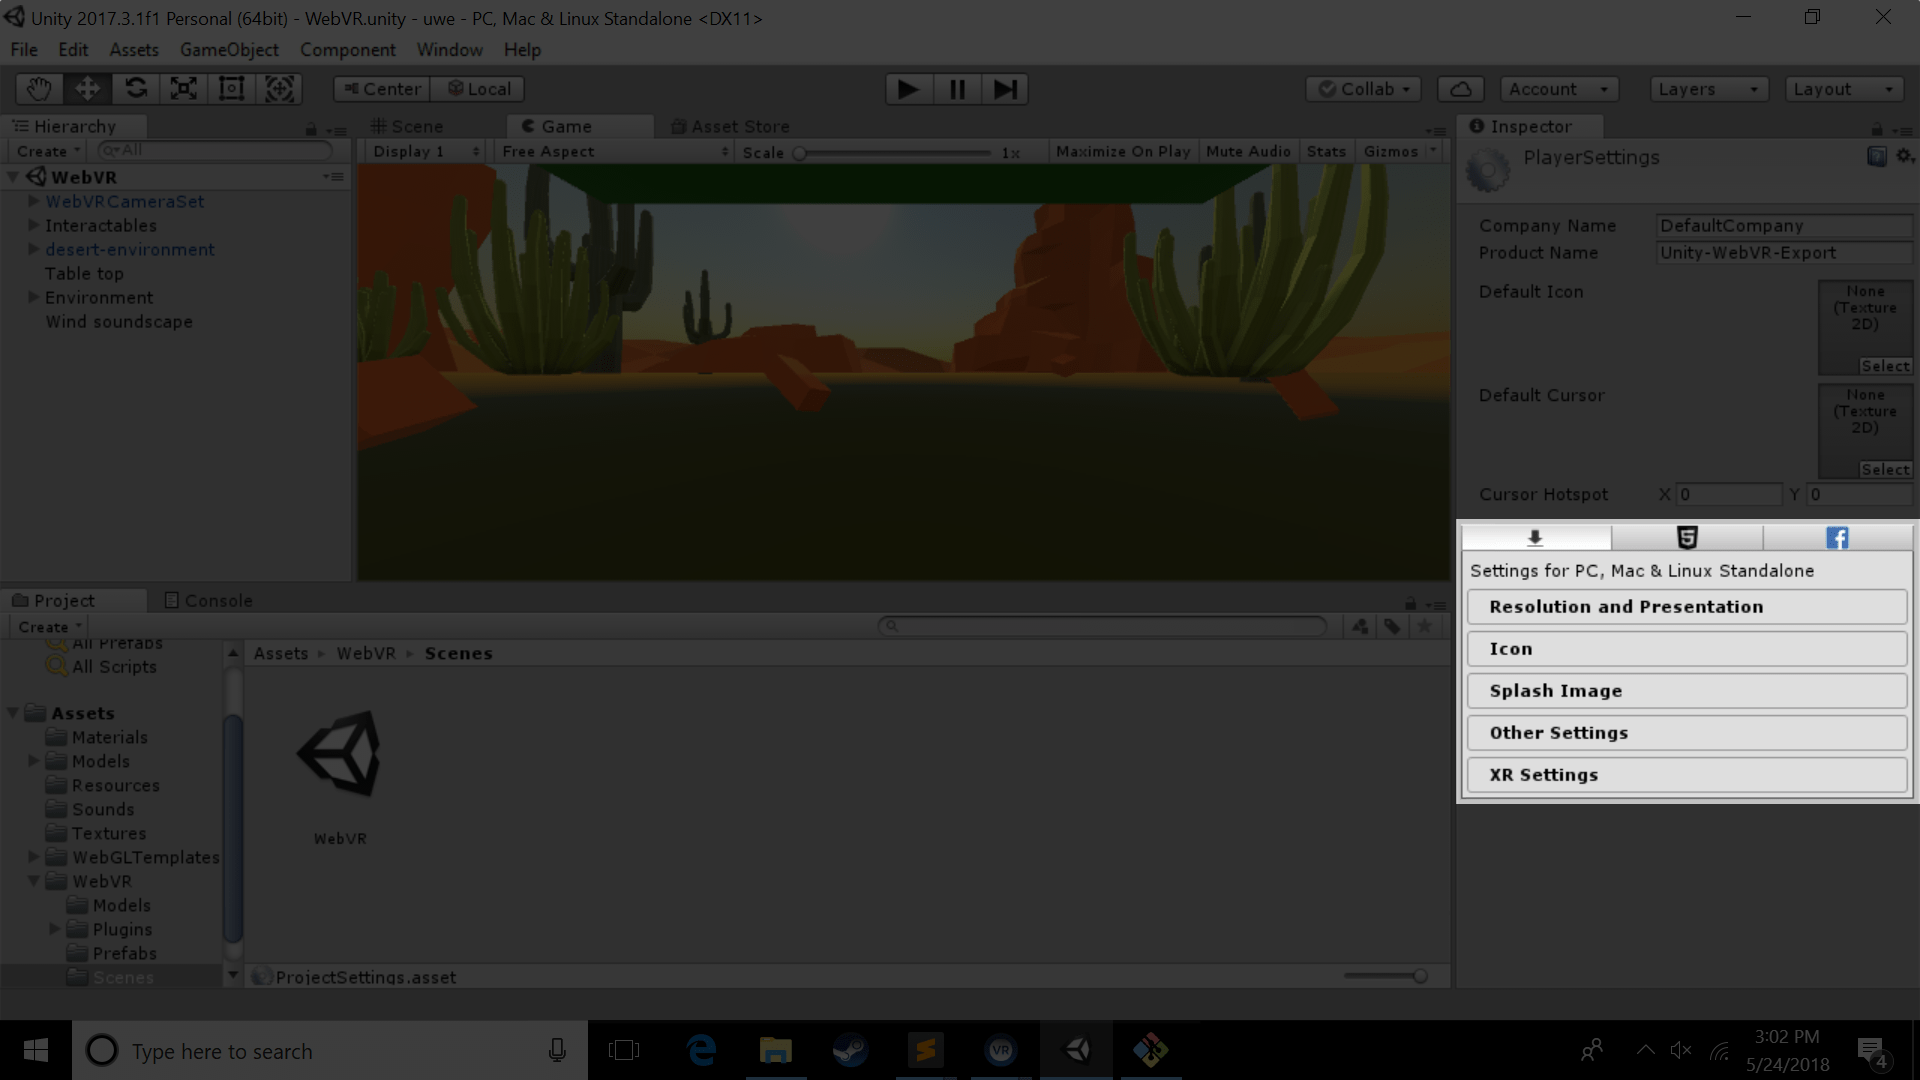 Unity 2017.3.1f1 Personal (64bit) - WebVR.unity - uwe - PC, Mac & Linux Standalone <DX11>
File Edit Assets GameObject Component Window Help
Center Local Collab Account Layers Layout
Hierarchy
Create All
WebVR
WebVRCameraSet
Interactables
desert-environment
Table top
Environment
Wind soundscape
Scene Game Asset Store
Display 1 Free Aspect Scale 1x Maximize On Play Mute Audio Stats Gizmos
Inspector
PlayerSettings
Company Name DefaultCompany
Product Name Unity-WebVR-Export
Default Icon
None
(Texture
2D)
Select
Default Cursor
None
(Texture
2D)
Select
Cursor Hotspot X 0 Y 0
Settings for PC, Mac & Linux Standalone
Resolution and Presentation
Icon
Splash Image
Other Settings
XR Settings
Project Console
Create
All Prefabs
All Scripts
Assets
Materials
Models
Resources
Sounds
Textures
WebGLTemplates
WebVR
Models
Plugins
Prefabs
Scenes
Assets WebVR Scenes
WebVR
ProjectSettings.asset
Type here to search
VR
3:02 PM
5/24/2018
4